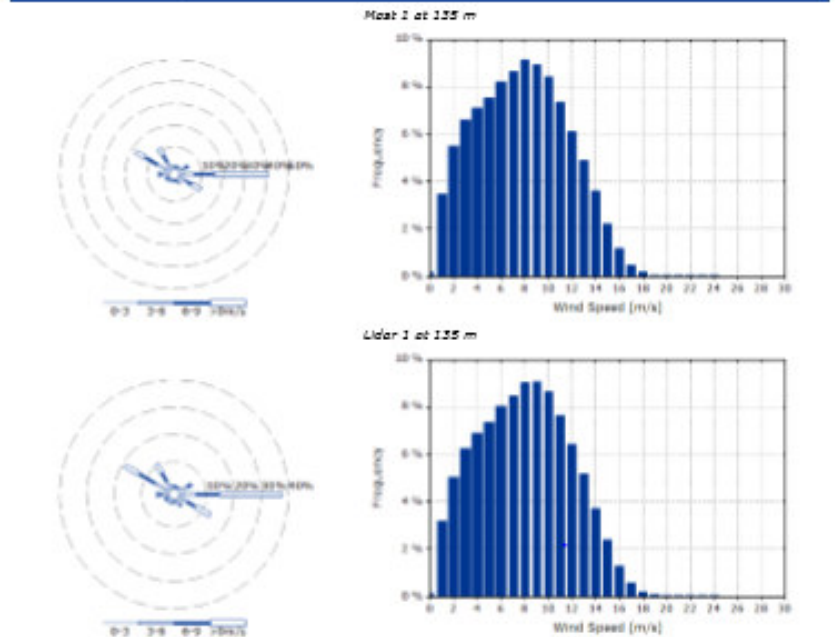 Mast 1 at 135 m
10 %
8 %
6 %
4 %
2 %
0 %
Frequency
0 2 4 6 8 10 12 14 16 18 20 22 24 26 28 30
Wind Speed [m/s]
0-3 3-6 6-9 >9m/s
Lidar 1 at 135 m
10 %
8 %
6 %
4 %
2 %
0 %
Frequency
10% 20% 30% 40%
0 2 4 6 8 10 12 14 16 18 20 22 24 26 28 30
Wind Speed [m/s]
0-3 3-6 6-9 >9m/s